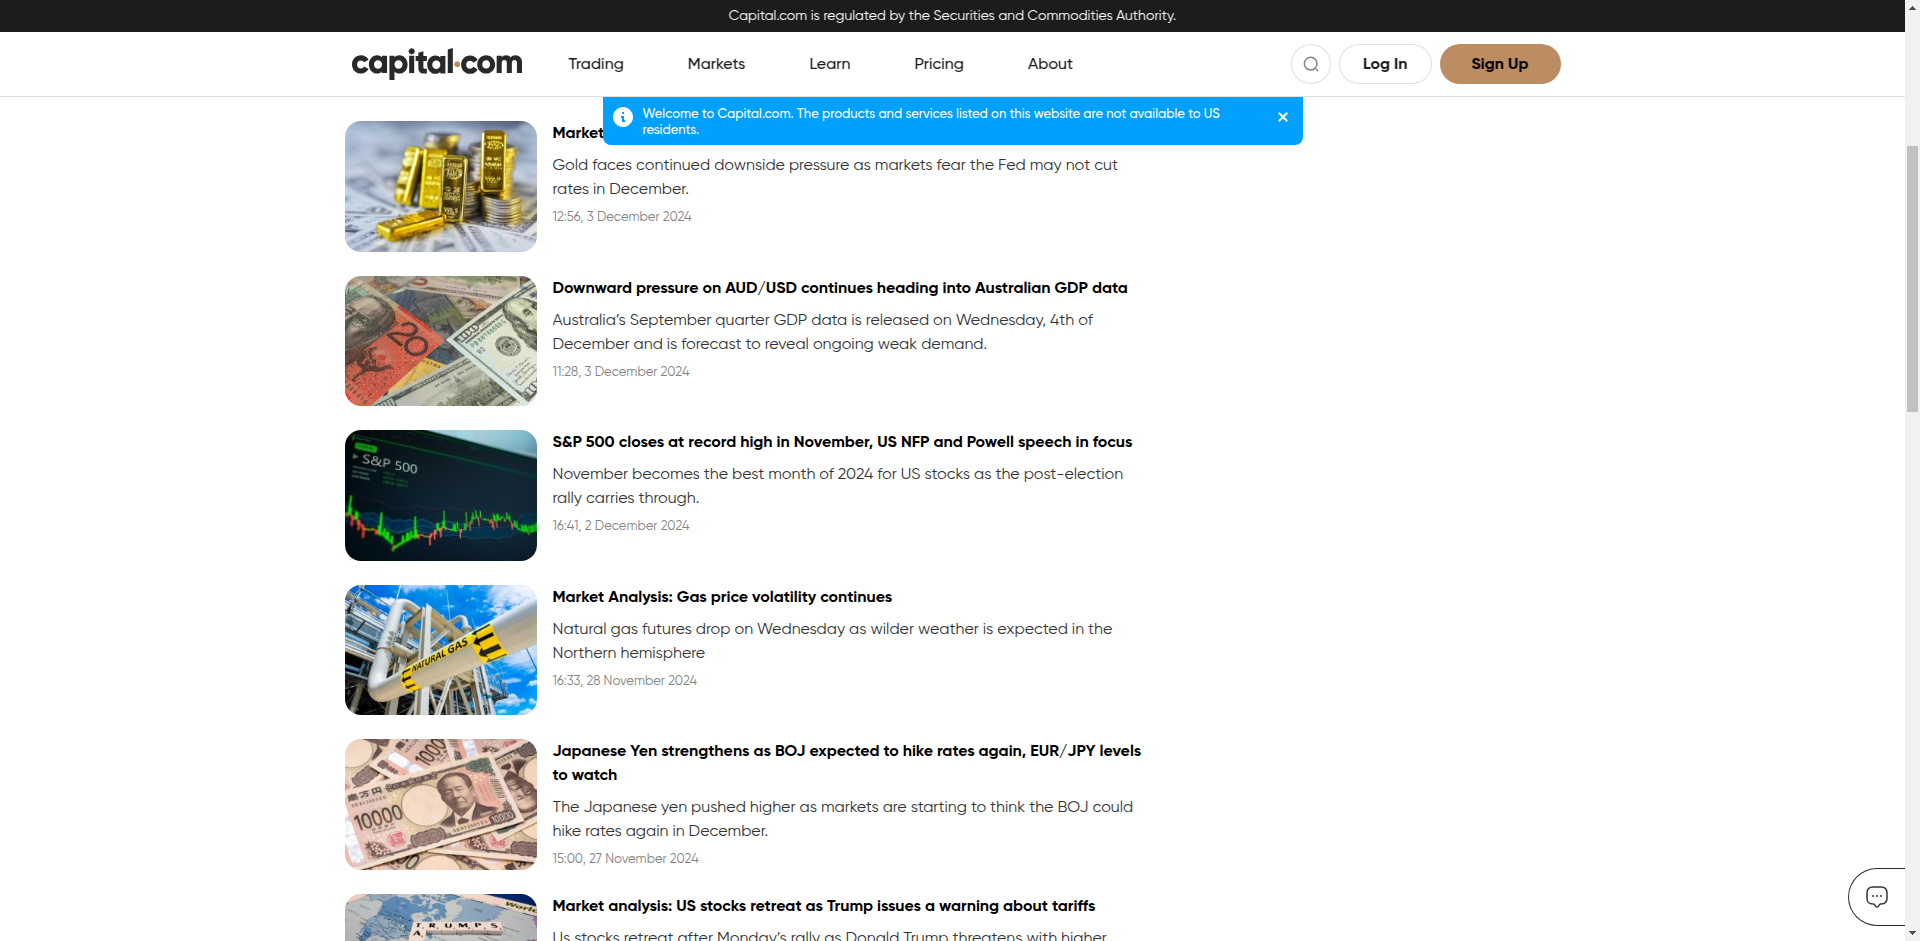 Capital.com is regulated by the Securities and Commodities Authority.
capital.com
Trading
Markets
Learn
Pricing
About
Log In
Sign Up
Welcome to Capital.com. The products and services listed on this website are not available to US
residents.
Market
Gold faces continued downside pressure as markets fear the Fed may not cut
rates in December.
12:56, 3 December 2024
Downward pressure on AUD/USD continues heading into Australian GDP data
Australia’s September quarter GDP data is released on Wednesday, 4th of
December and is forecast to reveal ongoing weak demand.
11:28, 3 December 2024
20
100
S&P 500
S&P 500 closes at record high in November, US NFP and Powell speech in focus
November becomes the best month of 2024 for US stocks as the post-election
rally carries through.
16:41, 2 December 2024
NATURAL GAS
Market Analysis: Gas price volatility continues
Natural gas futures drop on Wednesday as wilder weather is expected in the
Northern hemisphere
16:33, 28 November 2024
10000
10000
Japanese Yen strengthens as BOJ expected to hike rates again, EUR/JPY levels
to watch
The Japanese yen pushed higher as markets are starting to think the BOJ could
hike rates again in December.
15:00, 27 November 2024
TRUMPS
Market analysis: US stocks retreat as Trump issues a warning about tariffs
Us stocks retreat after Monday’s rally as Donald Trump threatens with higher